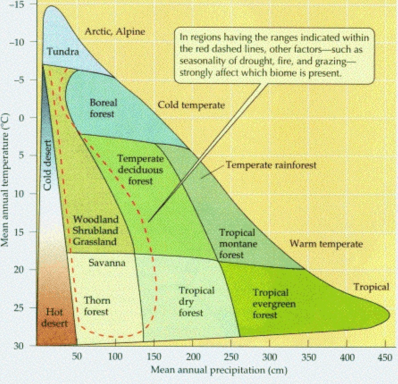 −15
Arctic, Alpine
−10
Tundra
In regions having the ranges indicated within
the red dashed lines, other factors—such as
seasonality of drought, fire, and grazing—
strongly affect which biome is present.
−5
Boreal
forest
Cold temperate
0
5
Temperate
deciduous
forest
Temperate rainforest
Cold desert
Mean annual temperature (°C)
10
15
Woodland
Shrubland
Grassland
Tropical
montane
forest
Warm temperate
20
Savanna
25
Thorn
forest
Tropical
dry
forest
Tropical
evergreen
forest
Tropical
Hot
desert
30
50 100 150 200 250 300 350 400 450
Mean annual precipitation (cm)